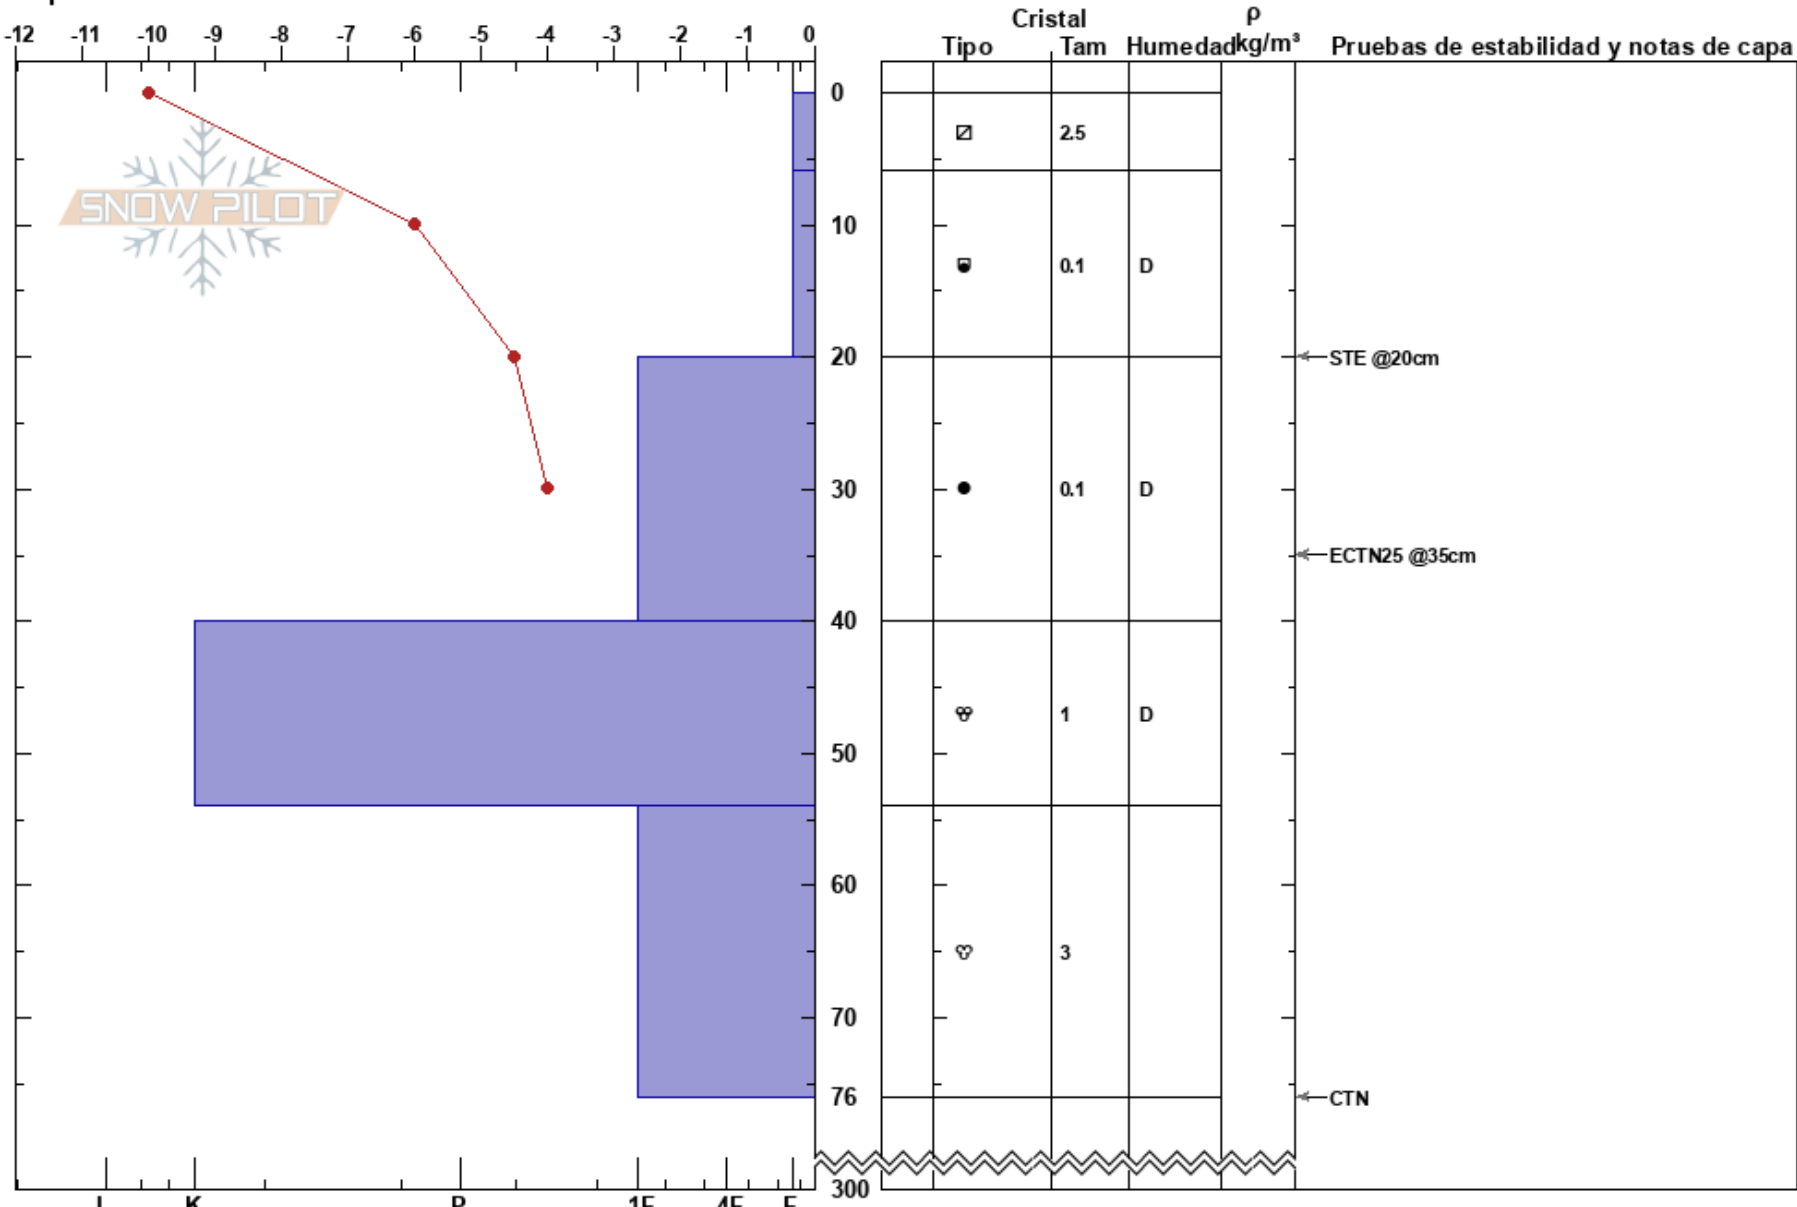 Cristal ρ
-12 -11 -10 -9 -8 -7 -6 -5 -4 -3 -2 -1 0 Tipo Tam Humedad kg/m³ Pruebas de estabilidad y notas de capa
0
2.5
SNOW PILOT
10
0.1 D
20 STE @20cm
30 0.1 D
ECTN25 @35cm
40
1 D
50
60
3
70
76 CTN
300
I K P 1F 4F F